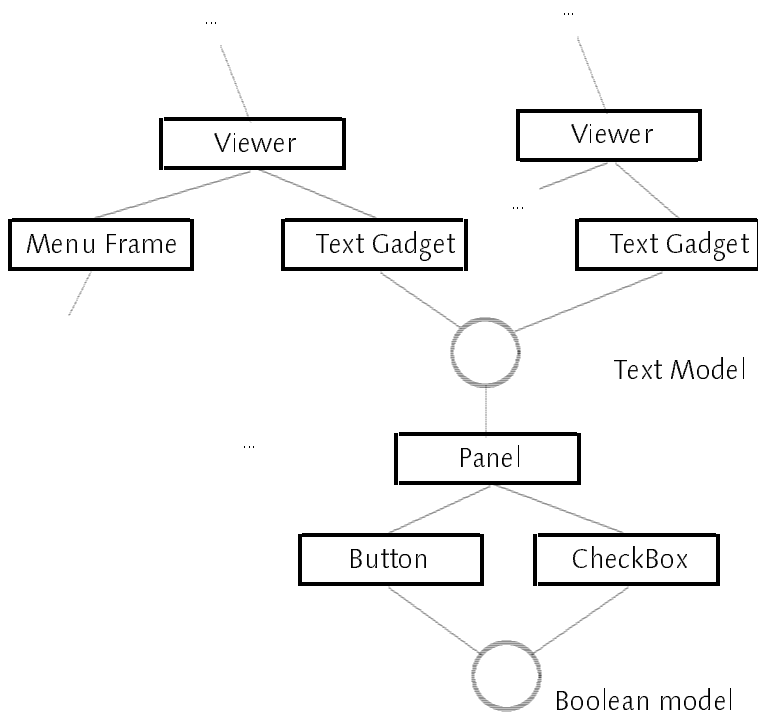 ...
...
Viewer
Viewer
...
Menu Frame
Text Gadget
Text Gadget
Text Model
...
Panel
Button
CheckBox
Boolean model